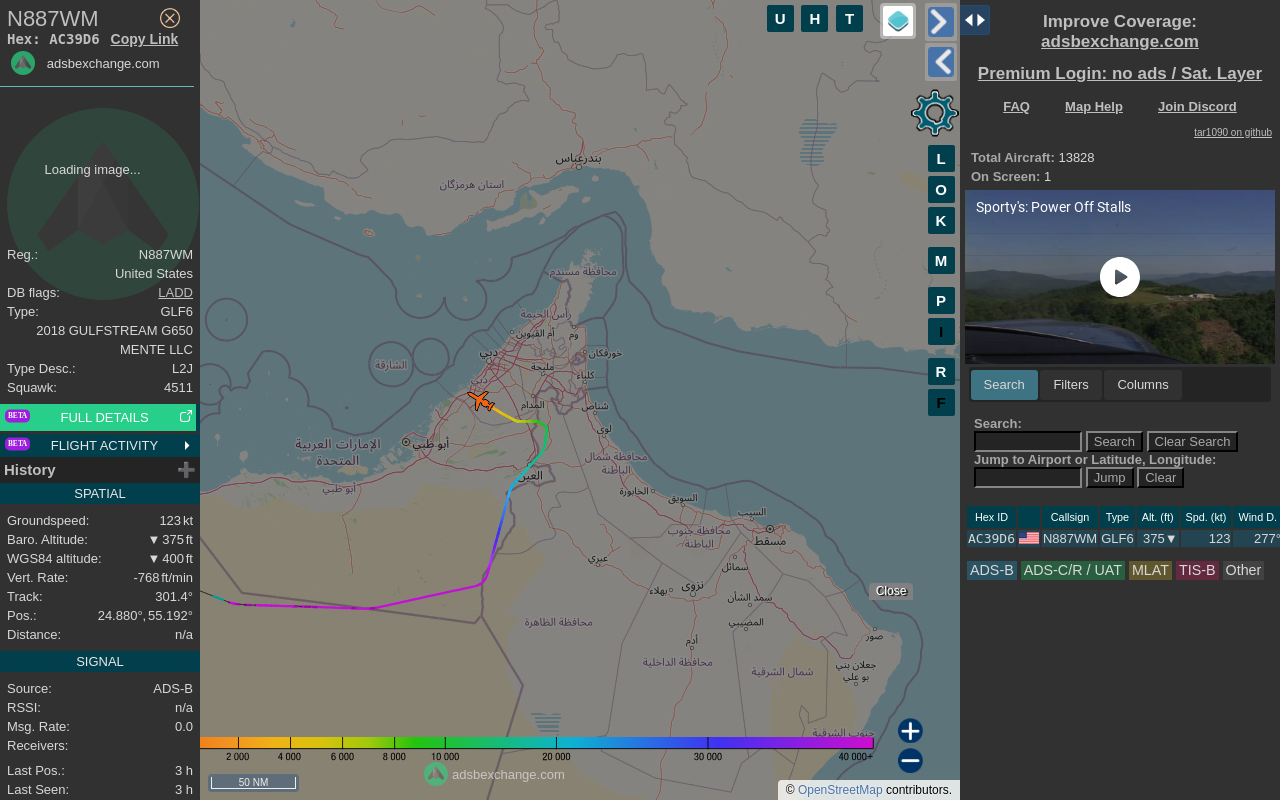 N887WM
Hex: AC39D6 Copy Link
adsbexchange.com
Loading image...
Reg.: N887WM
United States
DB flags: LADD
Type: GLF6
2018 GULFSTREAM G650
MENTE LLC
Type Desc.: L2J
Squawk: 4511
BETA FULL DETAILS
BETA FLIGHT ACTIVITY
History
SPATIAL
Groundspeed: 123 kt
Baro. Altitude: ▼ 375 ft
WGS84 altitude: ▼ 400 ft
Vert. Rate: -768 ft/min
Track: 301.4°
Pos.: 24.880°, 55.192°
Distance: n/a
SIGNAL
Source: ADS-B
RSSI: n/a
Msg. Rate: 0.0
Receivers:
Last Pos.: 3 h
Last Seen: 3 h
U H T
L
O
K
M
P
I
R
F
بندرعباس
استان هرمزگان
محافظة مسندم
رأس الخيمة
أم القيوين
وم
دبي
خورفكان
الشارقة
مليحة
كلباء
دبي
المدام
شناص
لوى
الإمارات العربية
المتحدة
أبو ظبي
محافظة شمال
الباطنة
العين
أبو ظبي
الخابورة
السويق
السيب
مسقط
محافظة جنوب
الباطنة
عبري
سمائل
نزوى
بهلاء
سمد الشأن
المضيبي
محافظة الظاهرة
أدم
صور
محافظة الداخلية
شمال الشرقية
جعلان بني
بو علي
جنوب الشرقية
Close
2 000 4 000 6 000 8 000 10 000 20 000 30 000 40 000+
adsbexchange.com
50 NM
© OpenStreetMap contributors.
Improve Coverage:
adsbexchange.com
Premium Login: no ads / Sat. Layer
FAQ Map Help Join Discord
tar1090 on github
Total Aircraft: 13828
On Screen: 1
Sporty's: Power Off Stalls
Search Filters Columns
Search:
Search Clear Search
Jump to Airport or Latitude, Longitude:
Jump Clear
Hex ID Callsign Type Alt. (ft) Spd. (kt) Wind D.
AC39D6 N887WM GLF6 375▼ 123 277°
ADS-B ADS-C/R / UAT MLAT TIS-B Other